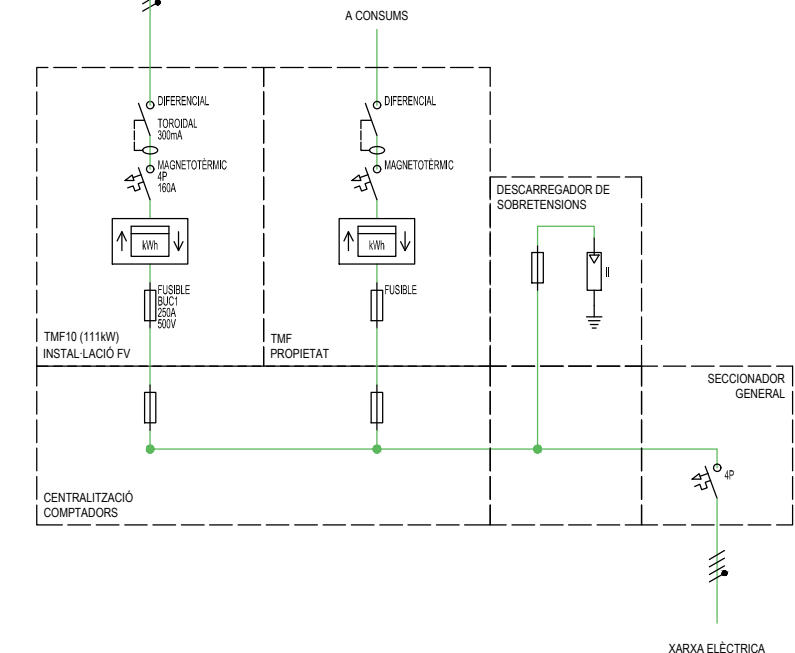 A CONSUMS
DIFERENCIAL
TOROIDAL
300mA
MAGNETOTÈRMIC
4P
160A
kWh
FUSIBLE
BUC1
250A
500V
TMF10 (111kW)
INSTAL·LACIÓ FV
DIFERENCIAL
MAGNETOTÈRMIC
kWh
FUSIBLE
TMF
PROPIETAT
DESCARREGADOR DE
SOBRETENSIONS
II
SECCIONADOR
GENERAL
4P
CENTRALITZACIÓ
COMPTADORS
XARXA ELÈCTRICA